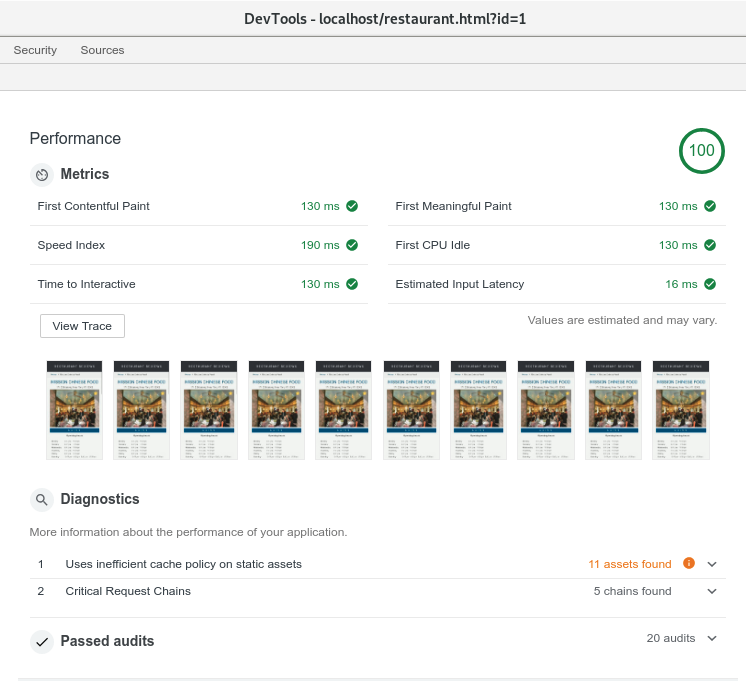 DevTools - localhost/restaurant.html?id=1
Security Sources
Performance
100
Metrics
First Contentful Paint 130 ms First Meaningful Paint 130 ms
Speed Index 190 ms First CPU Idle 130 ms
Time to Interactive 130 ms Estimated Input Latency 16 ms
View Trace Values are estimated and may vary.
Diagnostics
More information about the performance of your application.
1 Uses inefficient cache policy on static assets 11 assets found
2 Critical Request Chains 5 chains found
Passed audits 20 audits